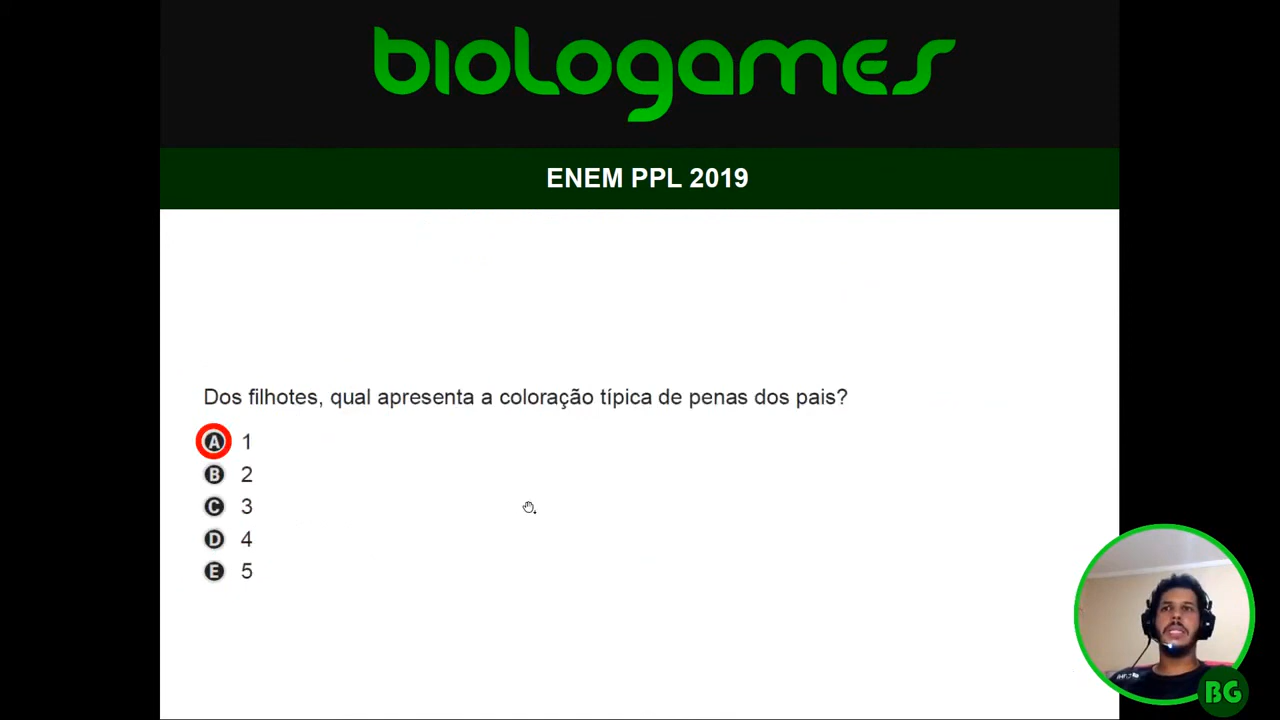 bioLogamES
ENEM PPL 2019
Dos filhotes, qual apresenta a coloração típica de penas dos pais?
A 1
B 2
C 3
D 4
E 5
BG